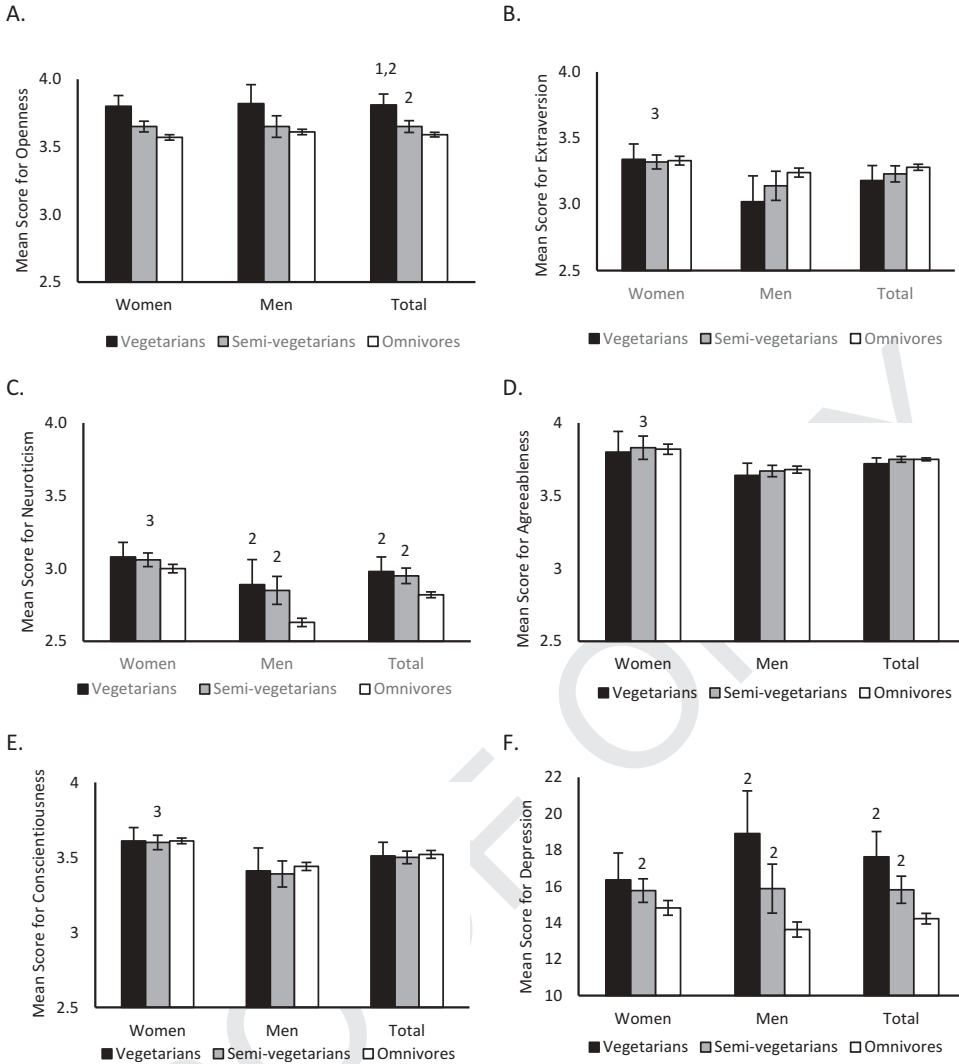 A.
Mean Score for Openness
4.0
3.5
3.0
2.5
1,2
2
Women Men Total
Vegetarians Semi-vegetarians Omnivores
B.
Mean Score for Extraversion
4.0
3.5
3.0
2.5
3
Women Men Total
Vegetarians Semi-vegetarians Omnivores
C.
Mean Score for Neuroticism
4.0
3.5
3.0
2.5
3
2 2
2 2
Women Men Total
Vegetarians Semi-vegetarians Omnivores
D.
Mean Score for Agreeableness
4
3.5
3
2.5
3
Women Men Total
Vegetarians Semi-vegetarians Omnivores
E.
Mean Score for Conscientiousness
4
3.5
3
2.5
3
Women Men Total
Vegetarians Semi-vegetarians Omnivores
F.
Mean Score for Depression
22
20
18
16
14
12
10
2
2
2
2
2
Women Men Total
Vegetarians Semi-vegetarians Omnivores